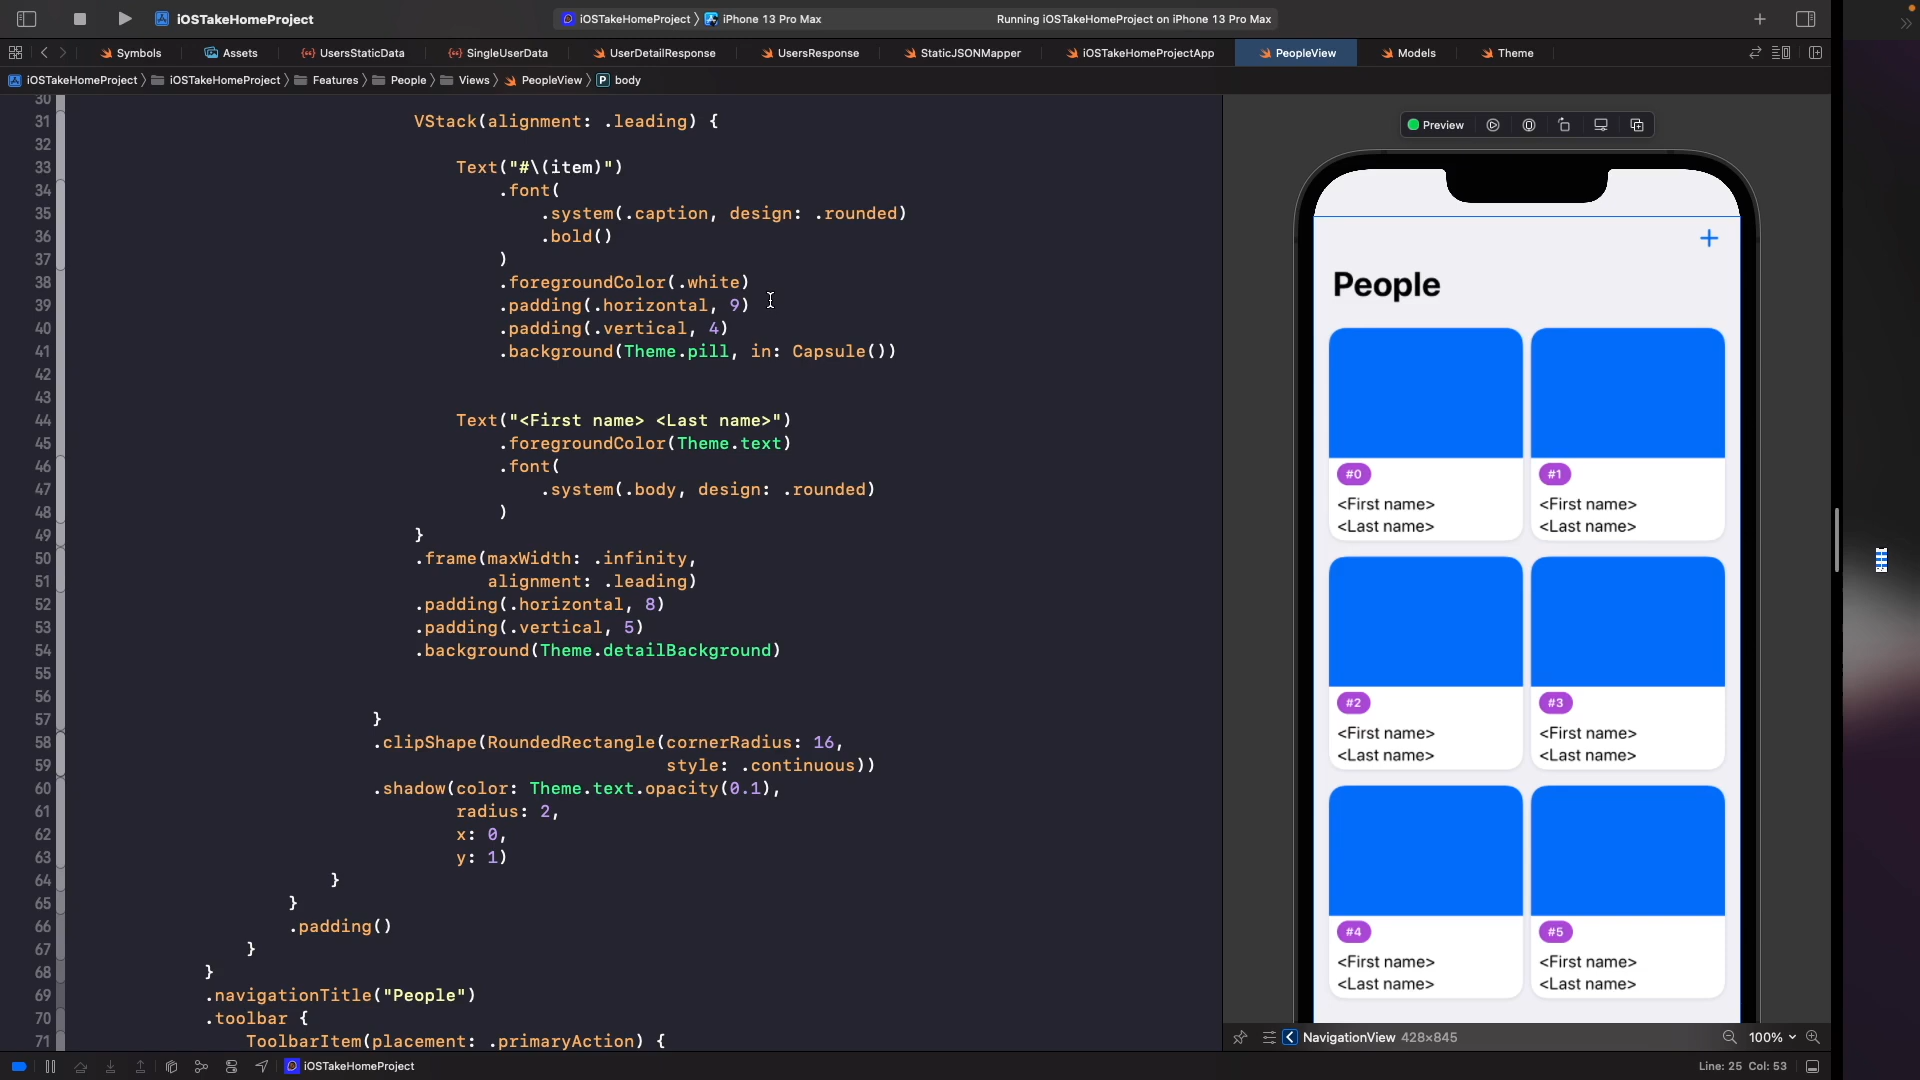 iOSTakeHomeProject
iOSTakeHomeProject
iPhone 13 Pro Max
Running iOSTakeHomeProject on iPhone 13 Pro Max
Symbols
Assets
UsersStaticData
SingleUserData
UserDetailResponse
UsersResponse
StaticJSONMapper
iOSTakeHomeProjectApp
PeopleView
Models
Theme
iOSTakeHomeProject
iOSTakeHomeProject
Features
People
Views
PeopleView
P body
30
31 VStack(alignment: .leading) {
32
33 Text("#\(item)")
34 .font(
35 .system(.caption, design: .rounded)
36 .bold()
37 )
38 .foregroundColor(.white)
39 .padding(.horizontal, 9)
40 .padding(.vertical, 4)
41 .background(Theme.pill, in: Capsule())
42
43
44 Text("<First name> <Last name>")
45 .foregroundColor(Theme.text)
46 .font(
47 .system(.body, design: .rounded)
48 )
49 }
50 .frame(maxWidth: .infinity,
51 alignment: .leading)
52 .padding(.horizontal, 8)
53 .padding(.vertical, 5)
54 .background(Theme.detailBackground)
55
56
57 }
58 .clipShape(RoundedRectangle(cornerRadius: 16,
59 style: .continuous))
60 .shadow(color: Theme.text.opacity(0.1),
61 radius: 2,
62 x: 0,
63 y: 1)
64 }
65 }
66 .padding()
67 }
68 }
69 .navigationTitle("People")
70 .toolbar {
71 ToolbarItem(placement: .primaryAction) {
Preview
People
#0
<First name>
<Last name>
#1
<First name>
<Last name>
#2
<First name>
<Last name>
#3
<First name>
<Last name>
#4
<First name>
<Last name>
#5
<First name>
<Last name>
NavigationView 428×845
100%
iOSTakeHomeProject
Line: 25 Col: 53